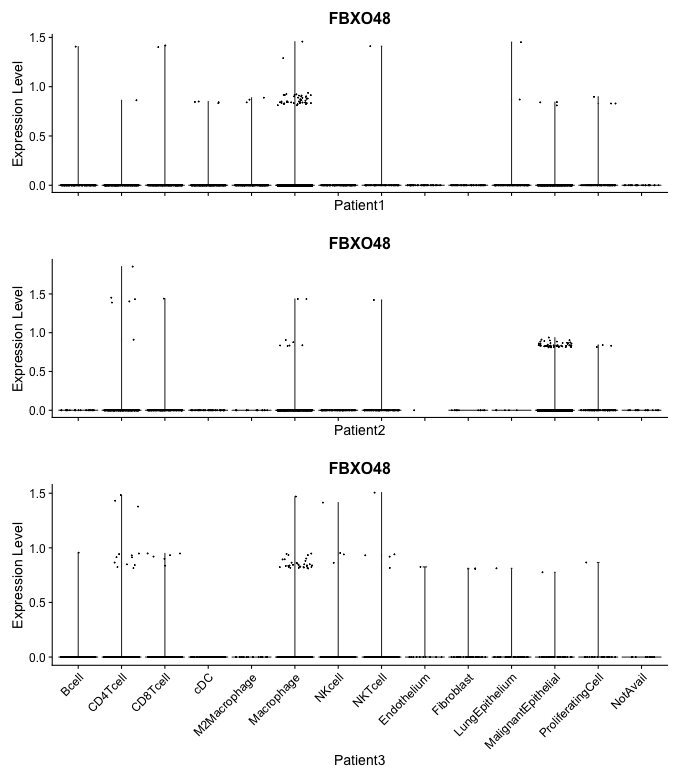 FBXO48
Expression Level
1.5
1.0
0.5
0.0
Patient1
FBXO48
Expression Level
1.5
1.0
0.5
0.0
Patient2
FBXO48
Expression Level
1.5
1.0
0.5
0.0
Bcell
CD4Tcell
CD8Tcell
cDC
M2Macrophage
Macrophage
NKcell
NKTcell
Endothelium
Fibroblast
LungEpithelium
MalignantEpithelial
ProliferatingCell
NotAvail
Patient3